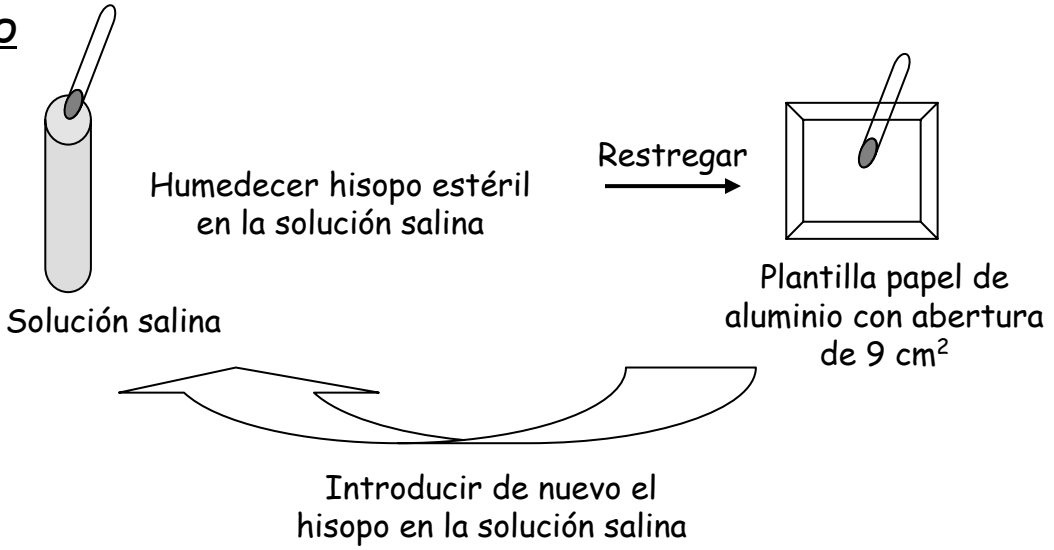 Restregar
Humedecer hisopo estéril
en la solución salina
Solución salina
Plantilla papel de
aluminio con abertura
de 9 cm²
Introducir de nuevo el
hisopo en la solución salina